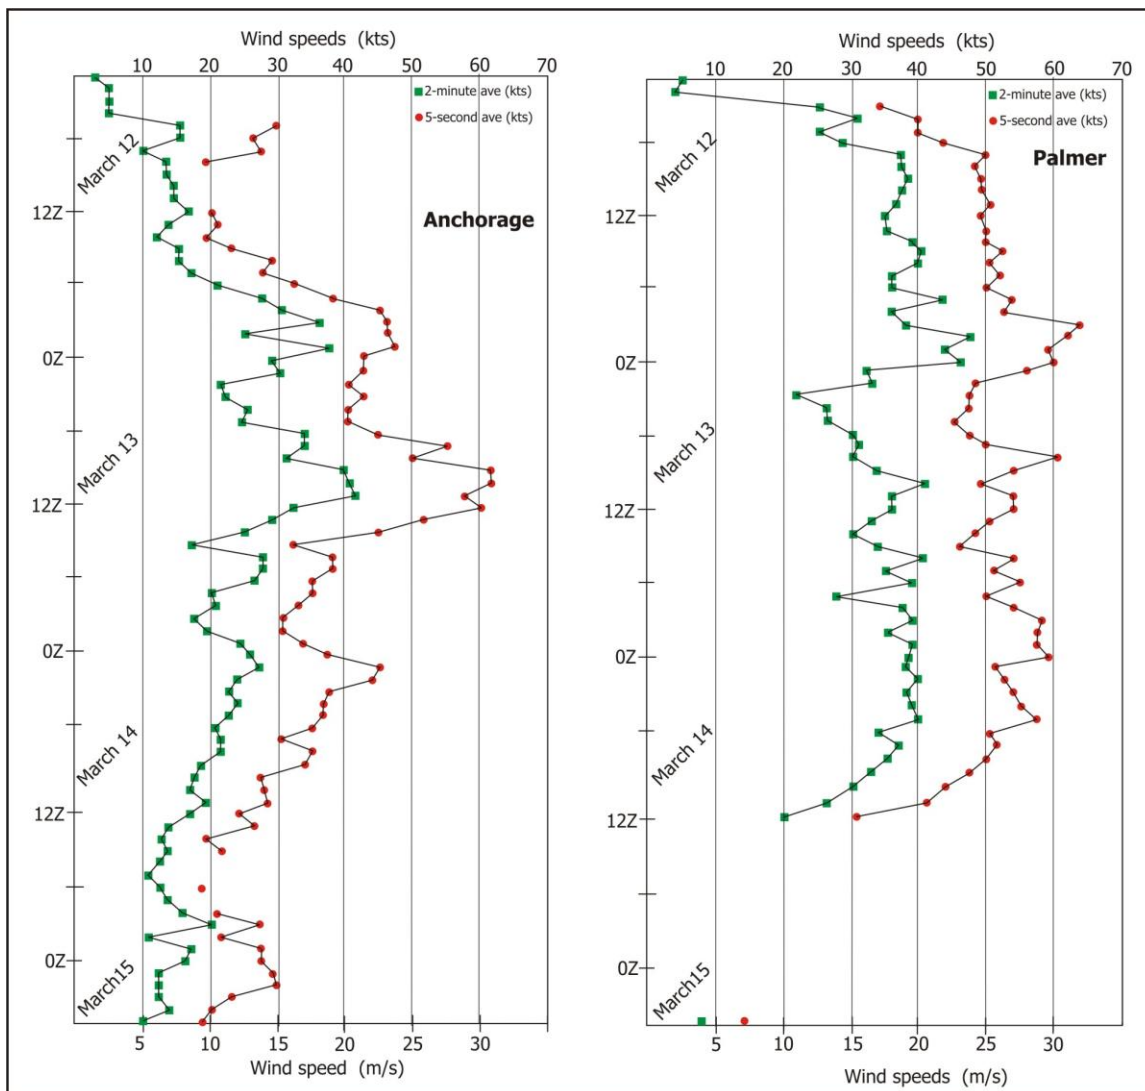 Wind speeds (kts)
10 20 30 40 50 60 70
2-minute ave (kts)
5-second ave (kts)
Anchorage
March 12
12Z
0Z
March 13
12Z
0Z
March 14
12Z
0Z
March15
5 10 15 20 25 30
Wind speed (m/s)
Wind speeds (kts)
10 20 30 40 50 60 70
2-minute ave (kts)
5-second ave (kts)
Palmer
March 12
12Z
0Z
March 13
12Z
0Z
March 14
12Z
0Z
March15
5 10 15 20 25 30
Wind speeds (m/s)